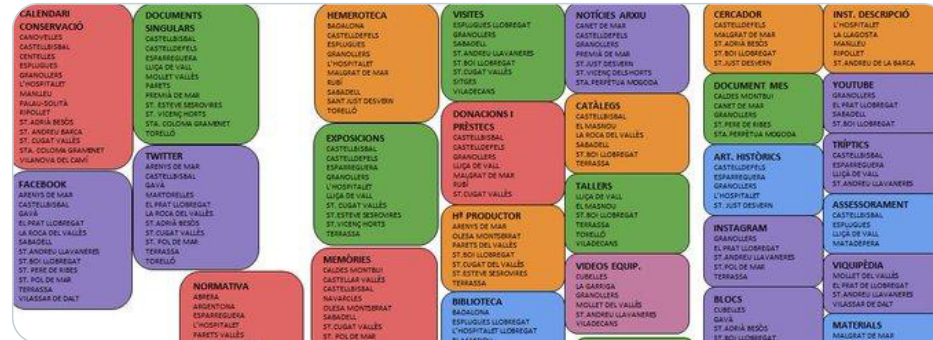 CALENDARI
CONSERVACIÓ
CANOVELLES
CASTELLBISBAL
CENTELLES
ESPLUGUES
GRANOLLERS
L'HOSPITALET
MANLLEU
PALAU-SOLITÀ
RIPOLLET
ST. ADRIÀ BESÒS
ST. ANDREU BARCA
ST. CUGAT VALLÈS
STA. COLOMA GRAMENET
VILANOVA DEL CAMÍ
FACEBOOK
ARENYS DE MAR
CASTELLBISBAL
GAVÀ
EL PRAT LLOBREGAT
LA ROCA DEL VALLÈS
SABADELL
ST. ANDREU LLAVANERES
ST. BOI LLOBREGAT
ST. PERE DE RIBES
ST. POL DE MAR
TERRASSA
VILASSAR DE DALT
DOCUMENTS
SINGULARS
CASTELLBISBAL
CASTELLDEFELS
ESPARREGUERA
LLIÇA DE VALL
MOLLET VALLÈS
PARETS
PREMIÀ DE MAR
ST. ESTEVE SESROVIRES
ST. VICENÇ HORTS
STA. COLOMA GRAMENET
TORELLÓ
TWITTER
ARENYS DE MAR
CASTELLBISBAL
GAVÀ
MARTORELLES
EL PRAT LLOBREGAT
LA ROCA DEL VALLÈS
ST. ADRIÀ BESÒS
ST. CUGAT VALLÈS
ST. POL DE MAR
TERRASSA
TORELLÓ
NORMATIVA
ABRERA
ARGENTONA
ESPARREGUERA
L'HOSPITALET
PARETS VALLÈS
HEMEROTECA
BADALONA
CASTELLDEFELS
ESPLUGUES
GRANOLLERS
L'HOSPITALET
MALGRAT DE MAR
RUBÍ
SABADELL
SANT JUST DESVERN
TORELLÓ
EXPOSICIONS
CASTELLBISBAL
CASTELLDEFELS
ESPARREGUERA
GRANOLLERS
L'HOSPITALET
LLIÇA DE VALL
ST. CUGAT VALLÈS
ST. ESTEVE SESROVIRES
ST. VICENÇ HORTS
TERRASSA
MEMÒRIES
CALDES MONTBUI
CASTELLAR VALLÈS
CASTELLBISBAL
NAVARCLES
OLESA MONTSERRAT
SABADELL
ST. CUGAT VALLÈS
ST. POL DE MAR
VISITES
ESPLUGUES LLOBREGAT
GRANOLLERS
SABADELL
ST. ANDREU LLAVANERES
ST. BOI LLOBREGAT
ST. CUGAT VALLÈS
SITGES
VILADECANS
DONACIONS I
PRÈSTECS
CASTELLBISBAL
CASTELLDEFELS
GRANOLLERS
LLIÇA DE VALL
MALGRAT DE MAR
RUBÍ
ST. CUGAT VALLÈS
Hª PRODUCTOR
ARENYS DE MAR
OLESA MONTSERRAT
PARETS DEL VALLÈS
ST. BOI LLOBREGAT
ST. CUGAT DEL VALLÈS
ST. ESTEVE SESROVIRES
BIBLIOTECA
BADALONA
ESPLUGUES LLOBREGAT
L'HOSPITALET LLOBREGAT
NOTÍCIES ARXIU
CANET DE MAR
CASTELLDEFELS
GRANOLLERS
PREMIÀ DE MAR
ST. JUST DESVERN
ST. VICENÇ DELS HORTS
STA. PERPÈTUA MOGODA
CATÀLEGS
CASTELLBISBAL
EL MASNOU
LA ROCA DEL VALLÈS
SABADELL
ST. BOI LLOBREGAT
TERRASSA
TALLERS
LLIÇA DE VALL
EL MASNOU
ST. BOI LLOBREGAT
TERRASSA
TORELLÓ
VILADECANS
VIDEOS EQUIP.
CUBELLES
LA GARRIGA
GRANOLLERS
MOLLET DEL VALLÈS
ST. ANDREU LLAVANERES
VILADECANS
CERCADOR
CASTELLDEFELS
MALGRAT DE MAR
ST. ADRIÀ BESÒS
ST. BOI LLOBREGAT
ST. JUST DESVERN
DOCUMENT MES
CALDES MONTBUI
CANET DE MAR
GRANOLLERS
ST. PERE DE RIBES
STA. PERPÈTUA MOGODA
ART. HISTÒRICS
CASTELLDEFELS
ESPARREGUERA
GRANOLLERS
L'HOSPITALET
ST. JUST DESVERN
INSTAGRAM
GRANOLLERS
EL PRAT LLOBREGAT
ST. ANDREU LLAVANERES
ST. POL DE MAR
TERRASSA
BLOCS
CUBELLES
GAVÀ
ST. ADRIÀ BESÒS
ST. BOI LLOBREGAT
INST. DESCRIPCIÓ
L'HOSPITALET
LA LLAGOSTA
MANLLEU
RIPOLLET
ST. ANDREU DE LA BARCA
YOUTUBE
GRANOLLERS
EL PRAT LLOBREGAT
SABADELL
ST. BOI LLOBREGAT
TRÍPTICS
CASTELLBISBAL
ESPARREGUERA
LLIÇA DE VALL
ST. ANDREU LLAVANERES
ASSESSORAMENT
CASTELLBISBAL
ESPLUGUES
LLIÇA DE VALL
MATADEPERA
VIQUIPÈDIA
MOLLET DEL VALLÈS
EL PRAT DE LLOBREGAT
ST. ANDREU LLAVANERES
VILASSAR DE DALT
MATERIALS
MALGRAT DE MAR